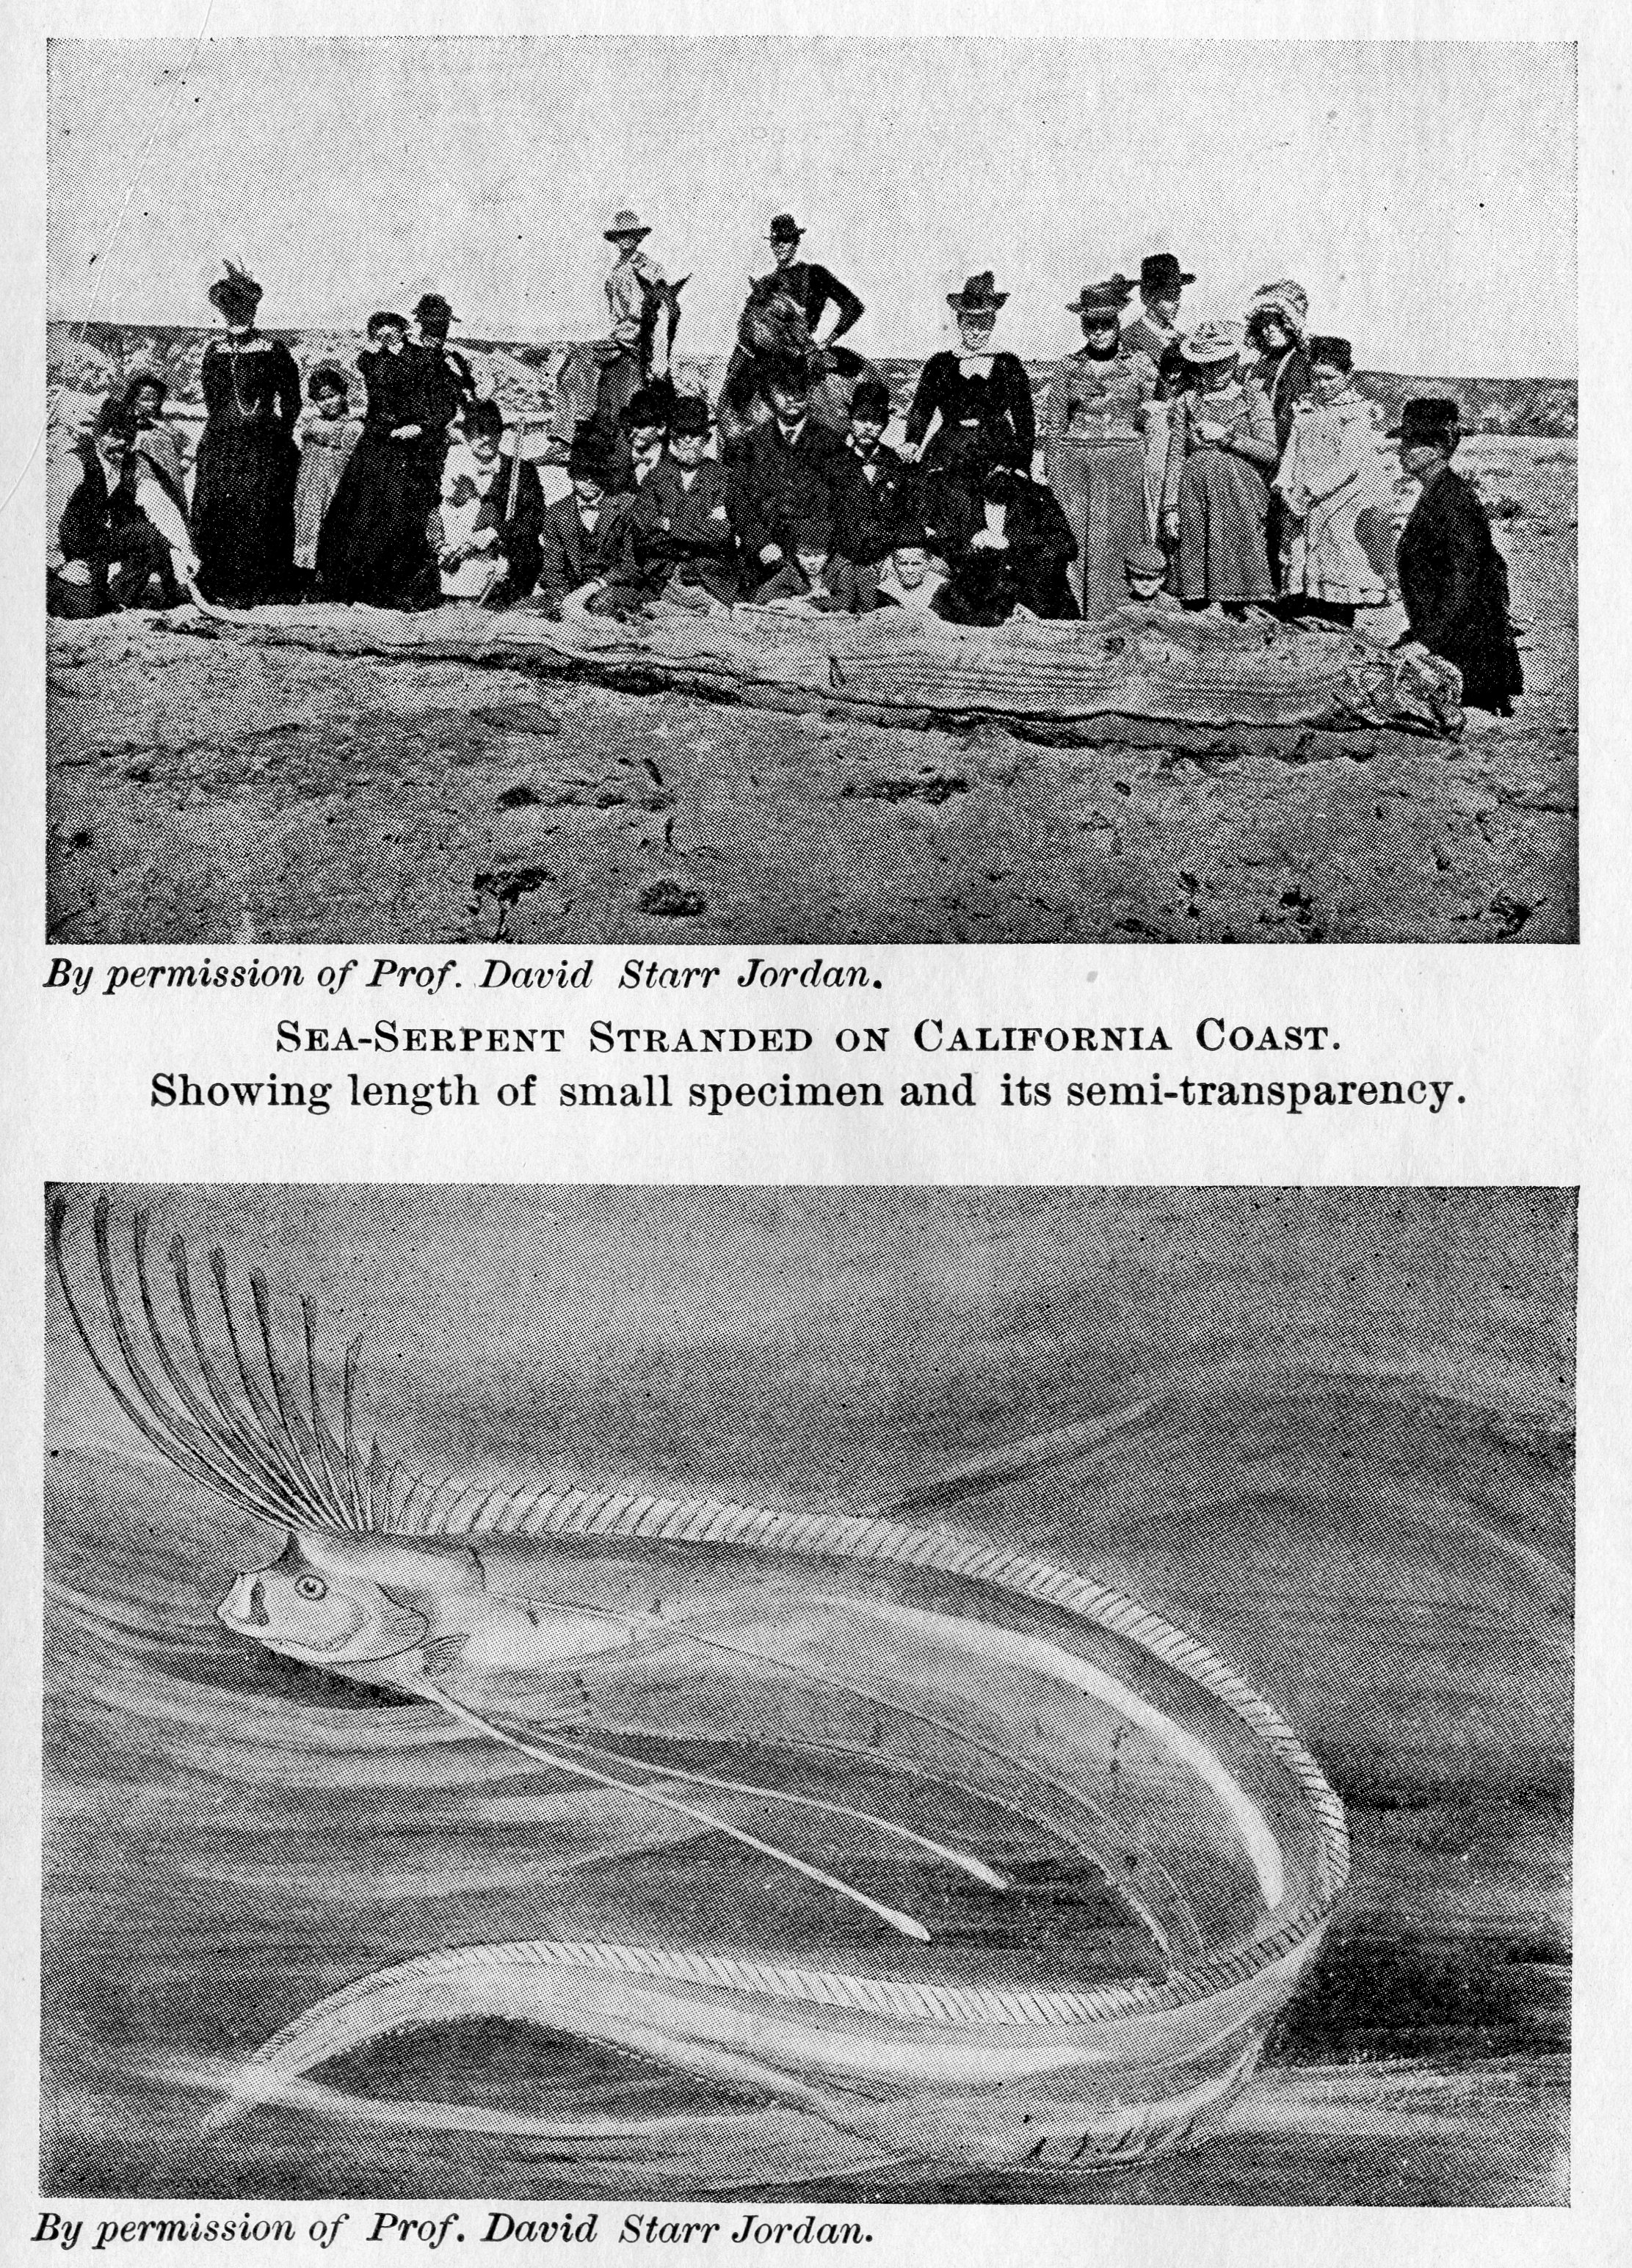 By permission of Prof. David Starr Jordan.
Sea-Serpent Stranded on California Coast.
Showing length of small specimen and its semi-transparency.
By permission of Prof. David Starr Jordan.